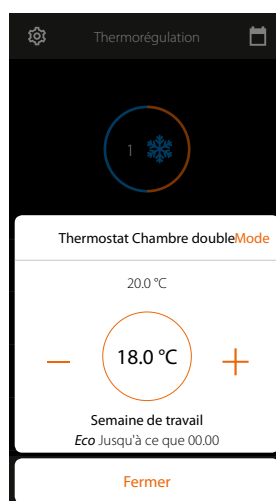 Thermorégulation
1
Thermostat Chambre double Mode
20.0 °C
18.0 °C
Semaine de travail
Eco Jusqu'à ce que 00.00
Fermer